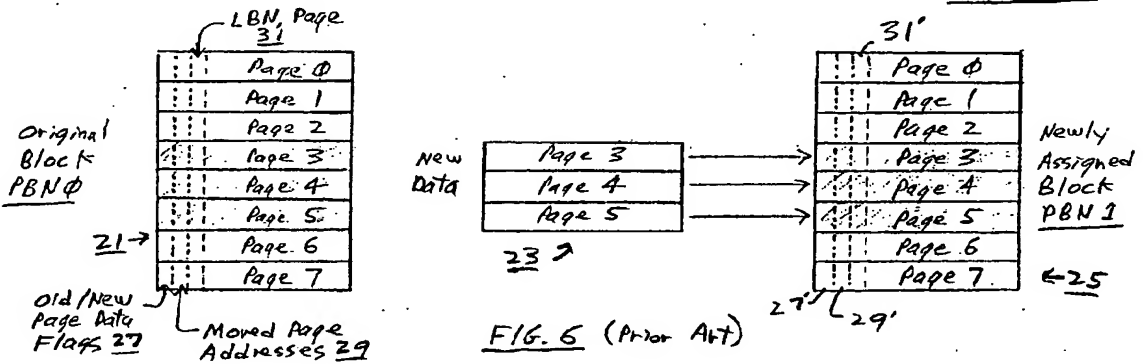 LBN, Page
31
Page 0
Page 1
Page 2
Page 3
Page 4
Page 5
Page 6
Page 7
Original
Block
PBN0
21
Old/New
Page Data
Flags 27
Moved Page
Addresses 29
New
Data
Page 3
Page 4
Page 5
23
FIG. 6 (Prior Art)
31'
Page 0
Page 1
Page 2
Page 3
Page 4
Page 5
Page 6
Page 7
Newly
Assigned
Block
PBN 1
25
27'
29'